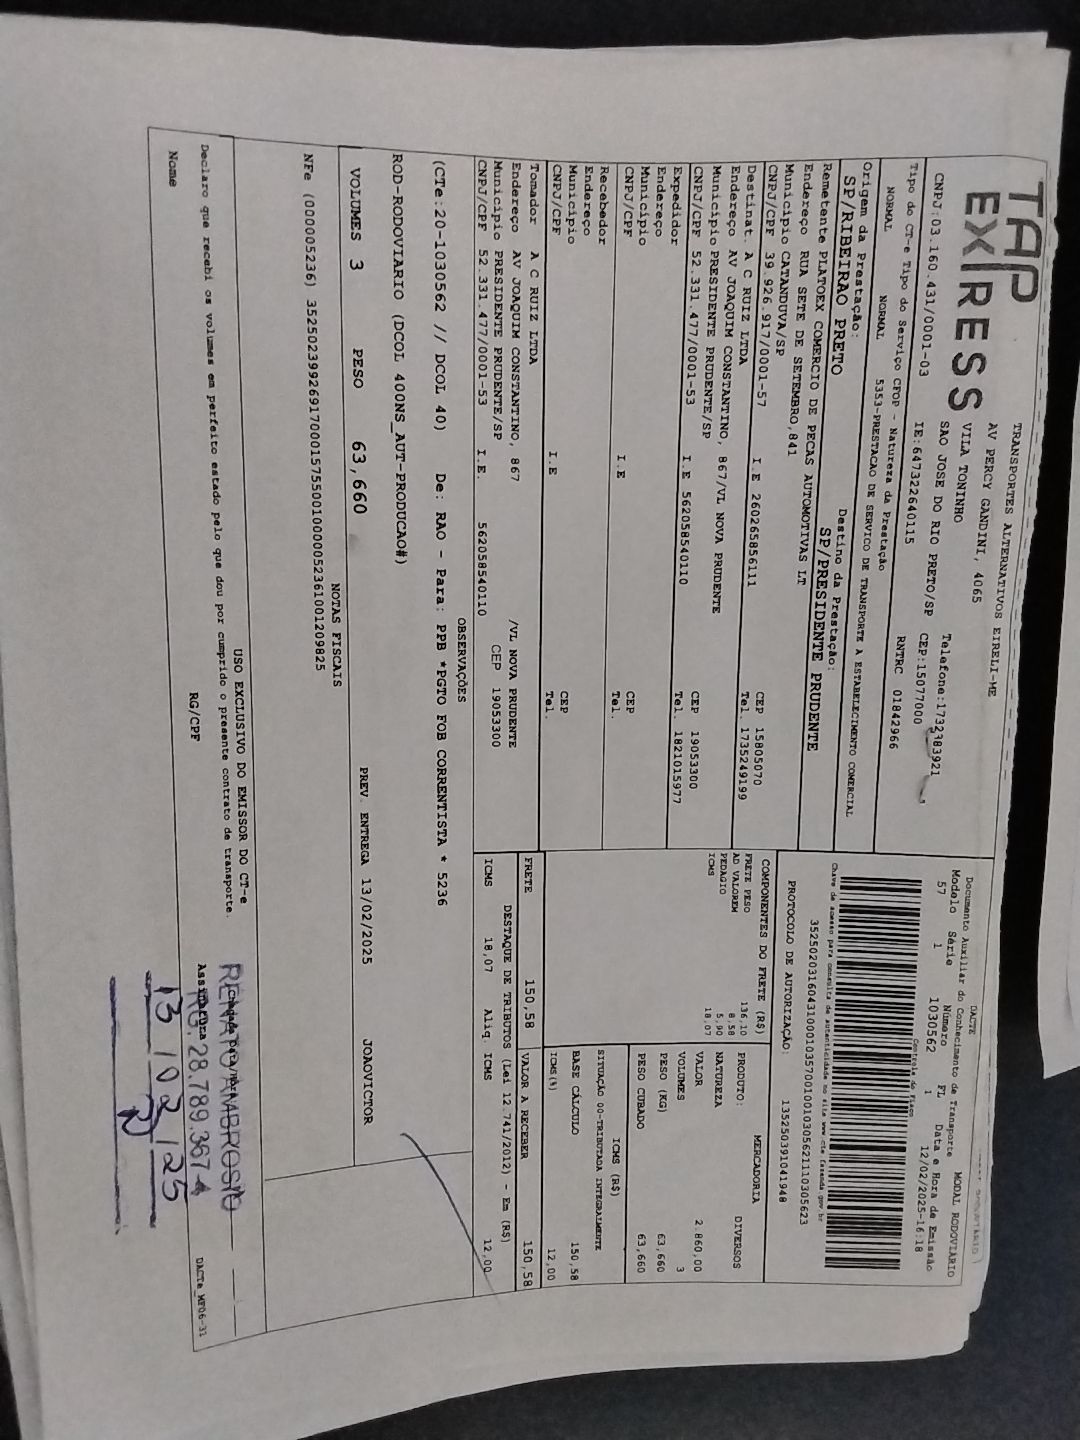 TAP
EXPRESS
TRANSPORTES ALTERNATIVOS EIRELI-ME
AV PERCY GANDINI, 4065
VILA TONINHO
SAO JOSE DO RIO PRETO/SP
Telefone:1732383921
CEP:15077000
CNPJ:03.160.431/0001-03 IE:647322640115 RNTRC 01842966
Tipo do CT-e Tipo do Serviço CFOP - Natureza da Prestação
NORMAL NORMAL 5353-PRESTACAO DE SERVICO DE TRANSPORTE A ESTABELECIMENTO COMERCIAL
Origem da Prestação: Destino da Prestação:
SP/RIBEIRAO PRETO SP/PRESIDENTE PRUDENTE
Remetente PLATOEX COMERCIO DE PECAS AUTOMOTIVAS LT
Endereço RUA SETE DE SETEMBRO,841
Município CATANDUVA/SP CEP 15805070
CNPJ/CPF 39.926.917/0001-57 I.E 260265856111 Tel. 1735249199
Destinat. A C RUIZ LTDA
Endereço AV JOAQUIM CONSTANTINO, 867/VL NOVA PRUDENTE
Município PRESIDENTE PRUDENTE/SP CEP 19053300
CNPJ/CPF 52.331.477/0001-53 I.E 562058540110 Tel. 1821015977
Expedidor
Endereço
Município CEP
CNPJ/CPF I.E Tel.
Recebedor
Endereço
Município CEP
CNPJ/CPF I.E Tel.
Tomador A C RUIZ LTDA
Endereço AV JOAQUIM CONSTANTINO, 867 /VL NOVA PRUDENTE
Município PRESIDENTE PRUDENTE/SP CEP 19053300
CNPJ/CPF 52.331.477/0001-53 I.E. 562058540110
DACTE
Documento Auxiliar do Conhecimento de Transporte
MODAL RODOVIÁRIO
Modelo Série Número FL Data e Hora de Emissão
57 1 1030562 1 12/02/2025-16:18
Controle do Fisco
Chave de acesso para consulta de autenticidade no site www.cte.fazenda.gov.br
PROTOCOLO DE AUTORIZAÇÃO: 135250391041948
COMPONENTES DO FRETE (R$)
FRETE PESO 136,10
AD VALOREM 8,58
PEDAGIO 5,90
ICMS 18,07
PRODUTO: MERCADORIA
NATUREZA DIVERSOS
VALOR 2.860,00
VOLUMES 3
PESO (KG) 63,660
PESO CUBADO 63,660
ICMS (R$)
SITUAÇÃO 00-TRIBUTADA INTEGRALMENTE
BASE CÁLCULO 150,58
ICMS(%) 12,00
FRETE 150,58 VALOR A RECEBER 150,58
DESTAQUE DE TRIBUTOS (Lei 12.741/2012) - Em (R$)
ICMS 18,07 Aliq. ICMS 12,00
OBSERVAÇÕES
(CTe:20-1030562 // DCOL 40) De: RAO - Para: PPB *PGTO FOB CORRENTISTA * 5236
ROD-RODOVIARIO (DCOL 400NS_AUT-PRODUCAO#)
VOLUMES 3 PESO 63,660 PREV. ENTREGA 13/02/2025 JOAOVICTOR
NOTAS FISCAIS
USO EXCLUSIVO DO EMISSOR DO CT-e
Declaro que recebi os volumes em perfeito estado pelo que dou por cumprido o presente contrato de transporte.
Nome RG/CPF Assinatura
RENATO AMBROSIO
RG. 28.789.367-4
13 / 02 / 25
DACTe_MF06-31